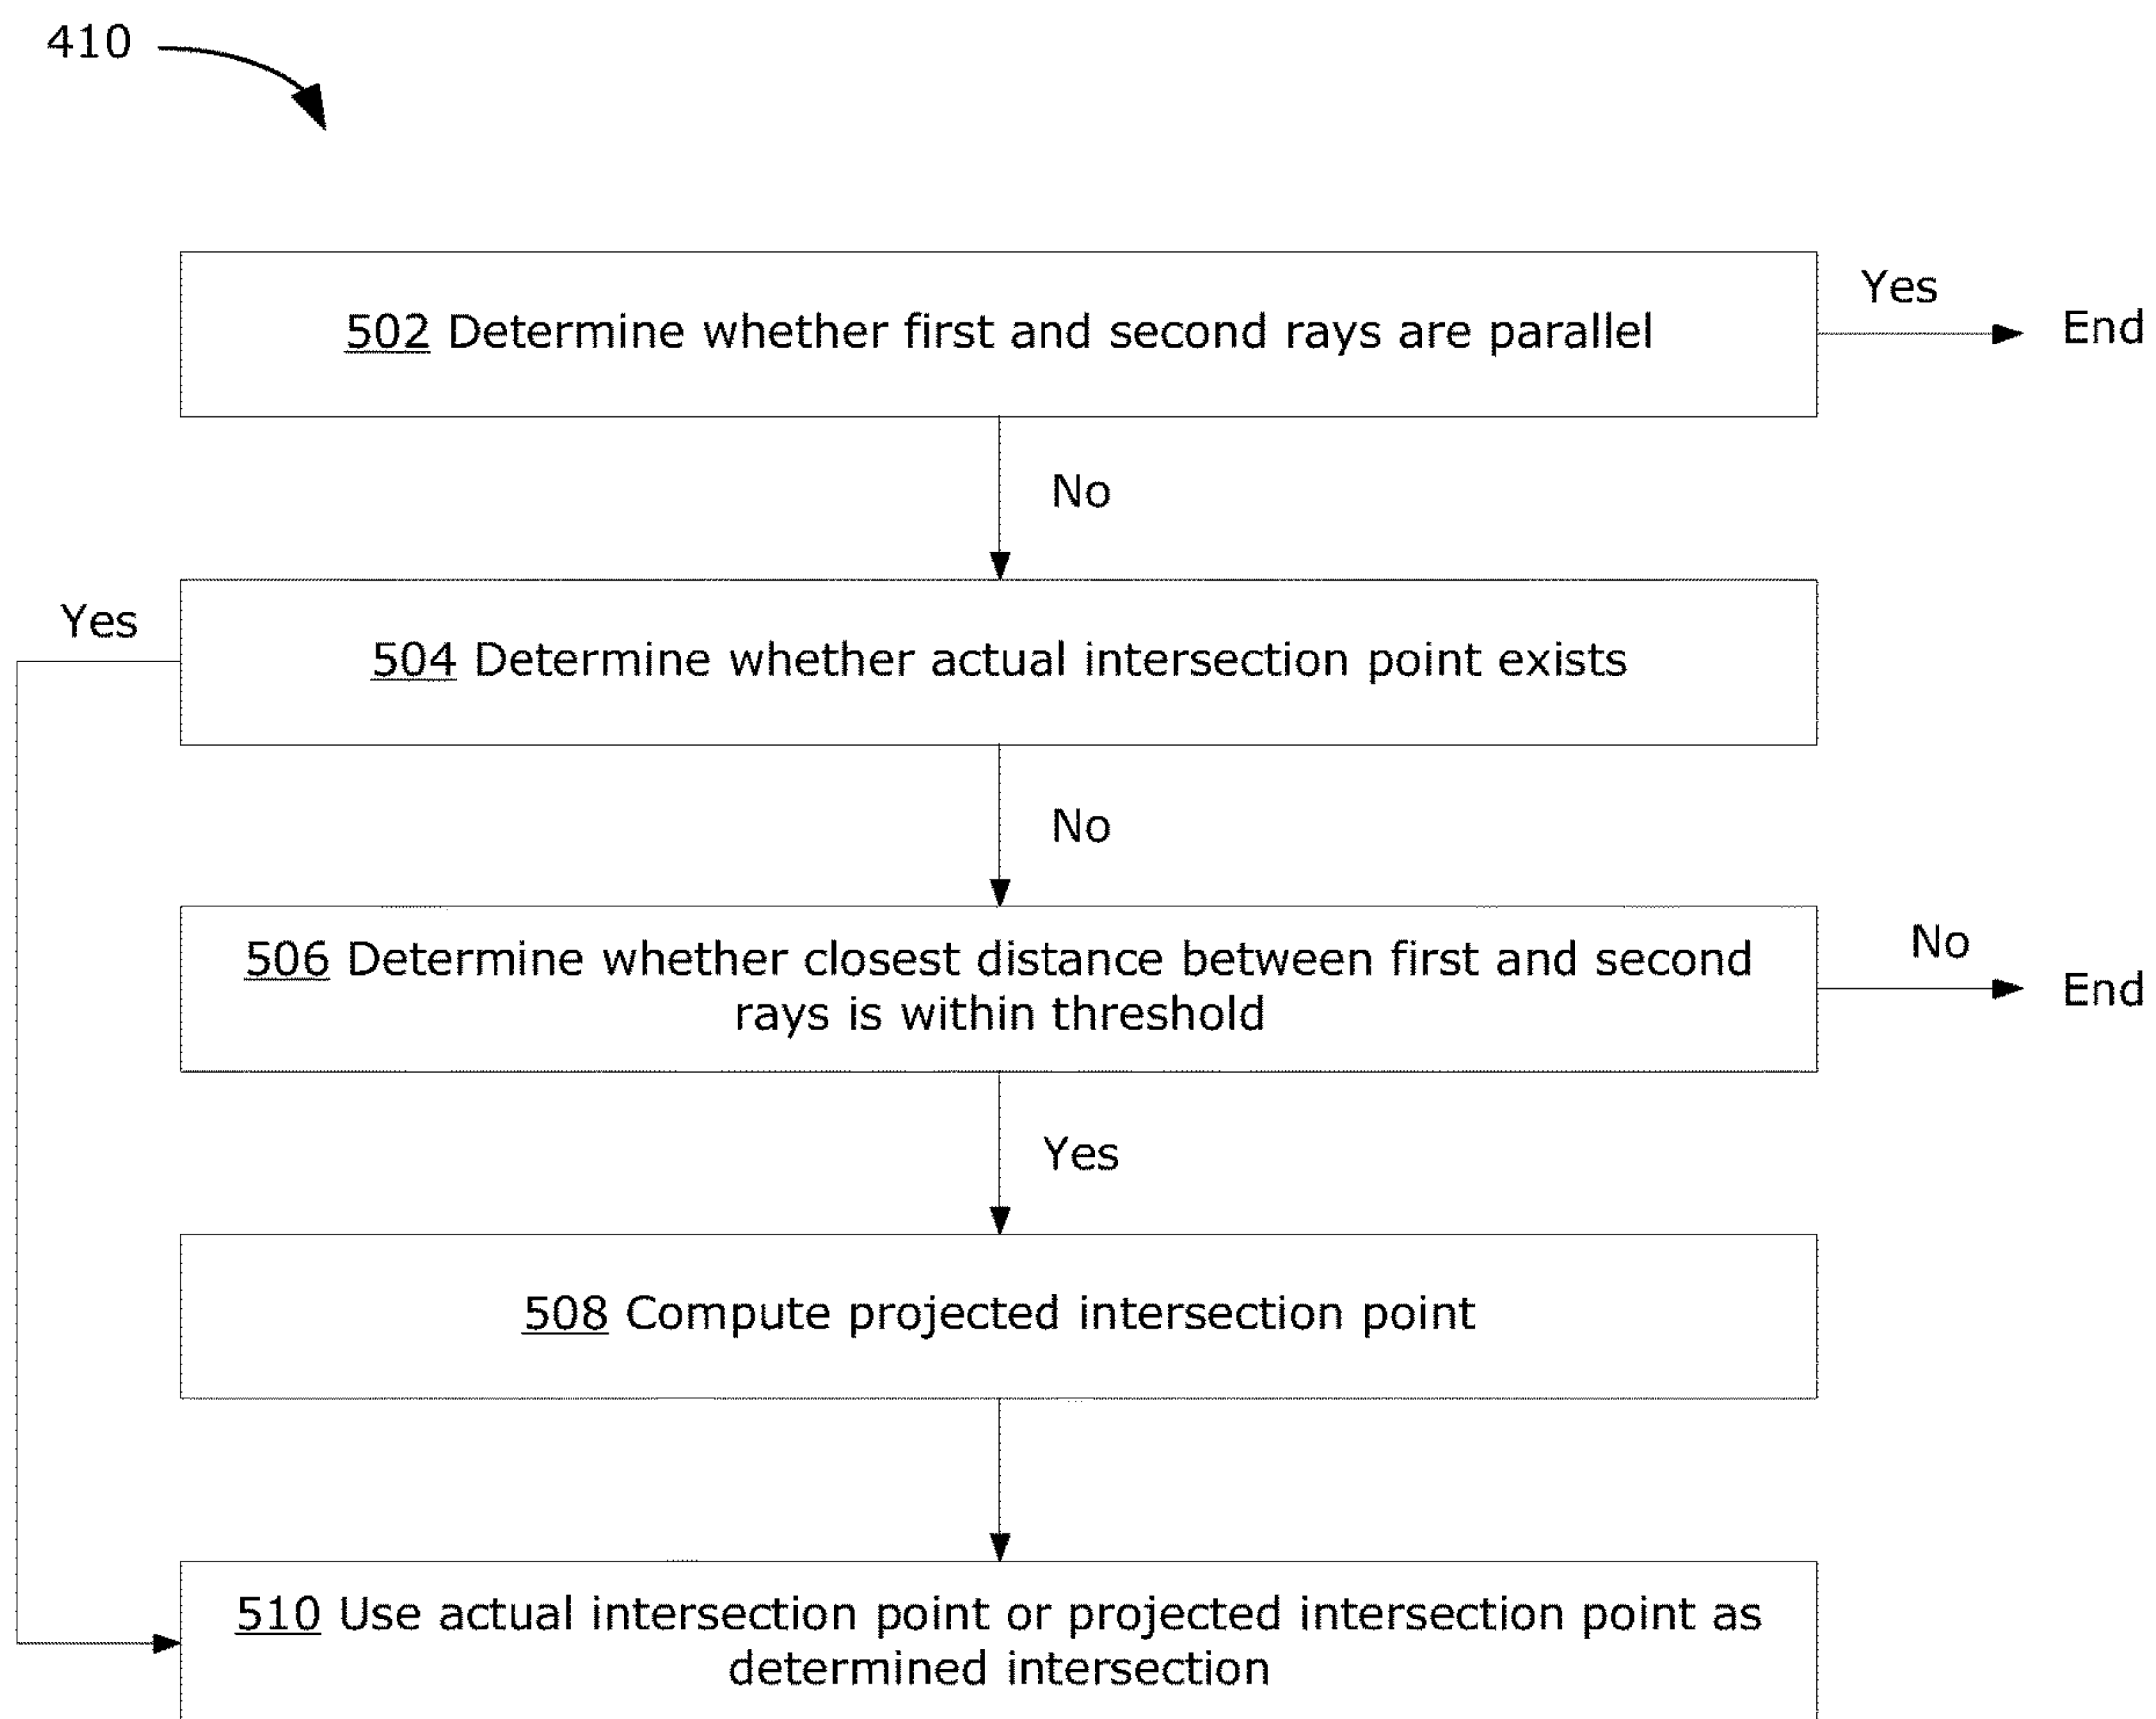 410
502 Determine whether first and second rays are parallel
Yes
End
No
Yes
504 Determine whether actual intersection point exists
No
506 Determine whether closest distance between first and second
rays is within threshold
No
End
Yes
508 Compute projected intersection point
510 Use actual intersection point or projected intersection point as
determined intersection